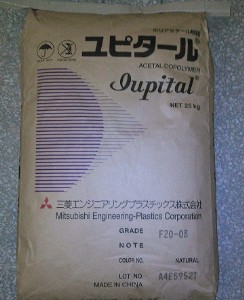 ユピタール®
ACETAL COPOLYMER
Iupital®
NET 25 kg
三菱エンジニアリングプラスチックス株式会社
Mitsubishi Engineering-Plastics Corporation
GRADE F20-03
NOTE
COLOR NO. NATURAL
LOT NO A4E5952T
MADE IN CHINA